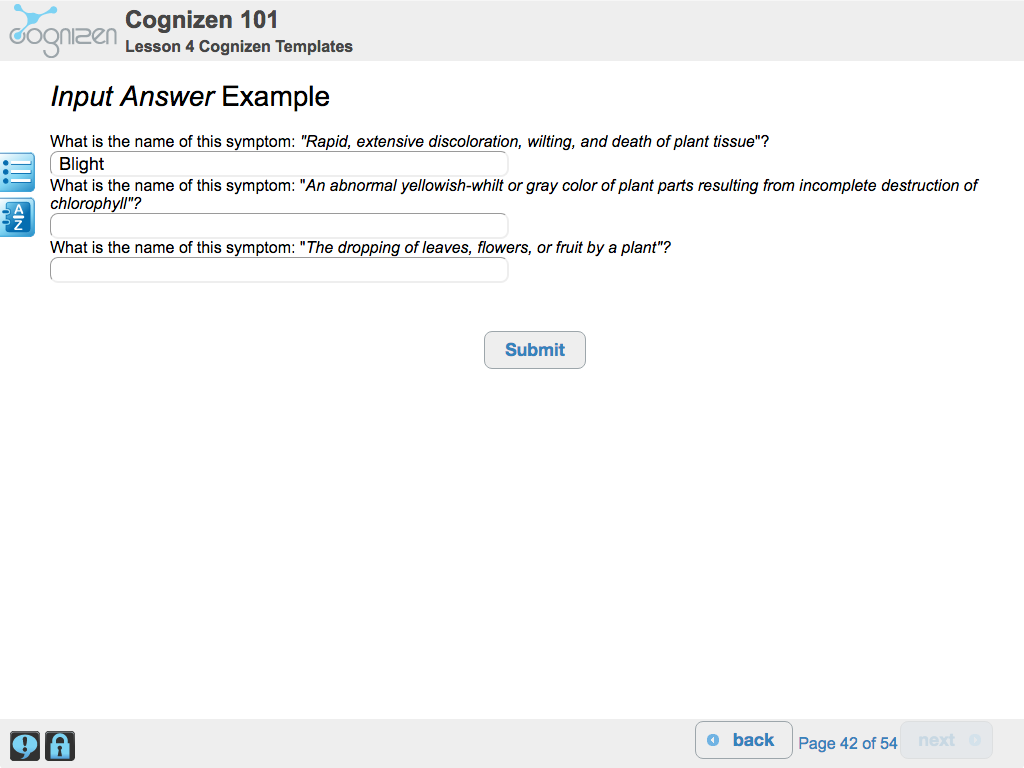 cognizen
Cognizen 101
Lesson 4 Cognizen Templates
Input Answer Example
What is the name of this symptom: "Rapid, extensive discoloration, wilting, and death of plant tissue"?
Blight
What is the name of this symptom: "An abnormal yellowish-whilt or gray color of plant parts resulting from incomplete destruction of
chlorophyll"?
A
Z
What is the name of this symptom: "The dropping of leaves, flowers, or fruit by a plant"?
Submit
back
Page 42 of 54
next